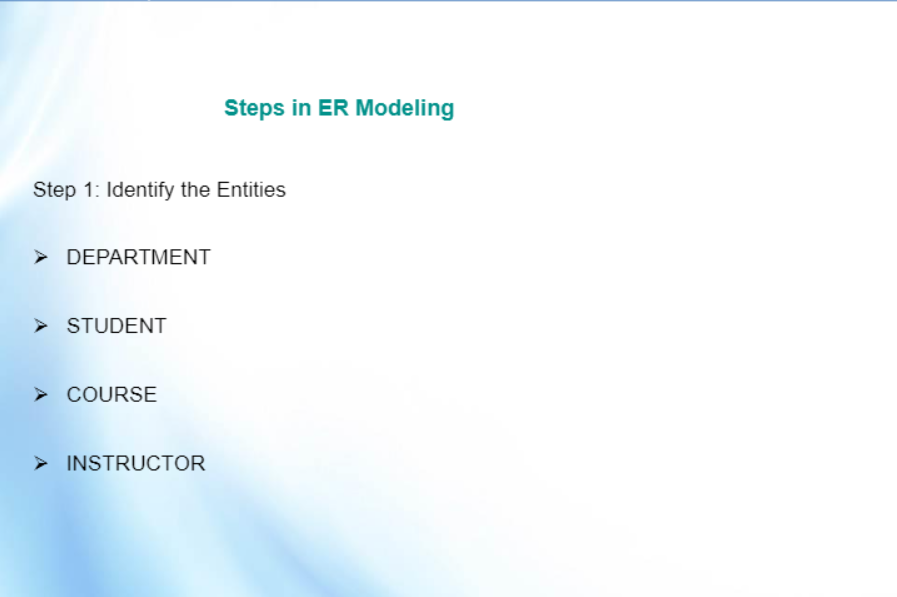 Steps in ER Modeling
Step 1: Identify the Entities
➢ DEPARTMENT
➢ STUDENT
➢ COURSE
➢ INSTRUCTOR